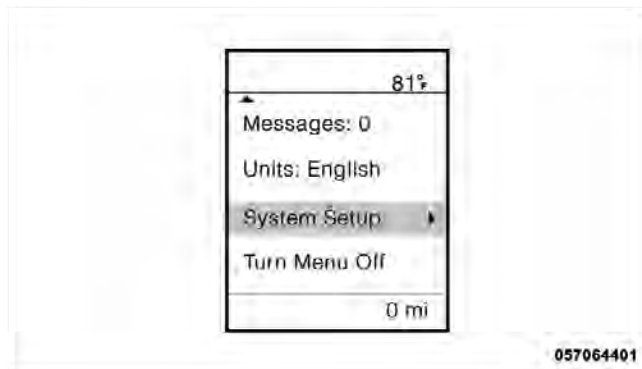 81°F
Messages: 0
Units: English
System Setup
Turn Menu Off
0 mi
057064401